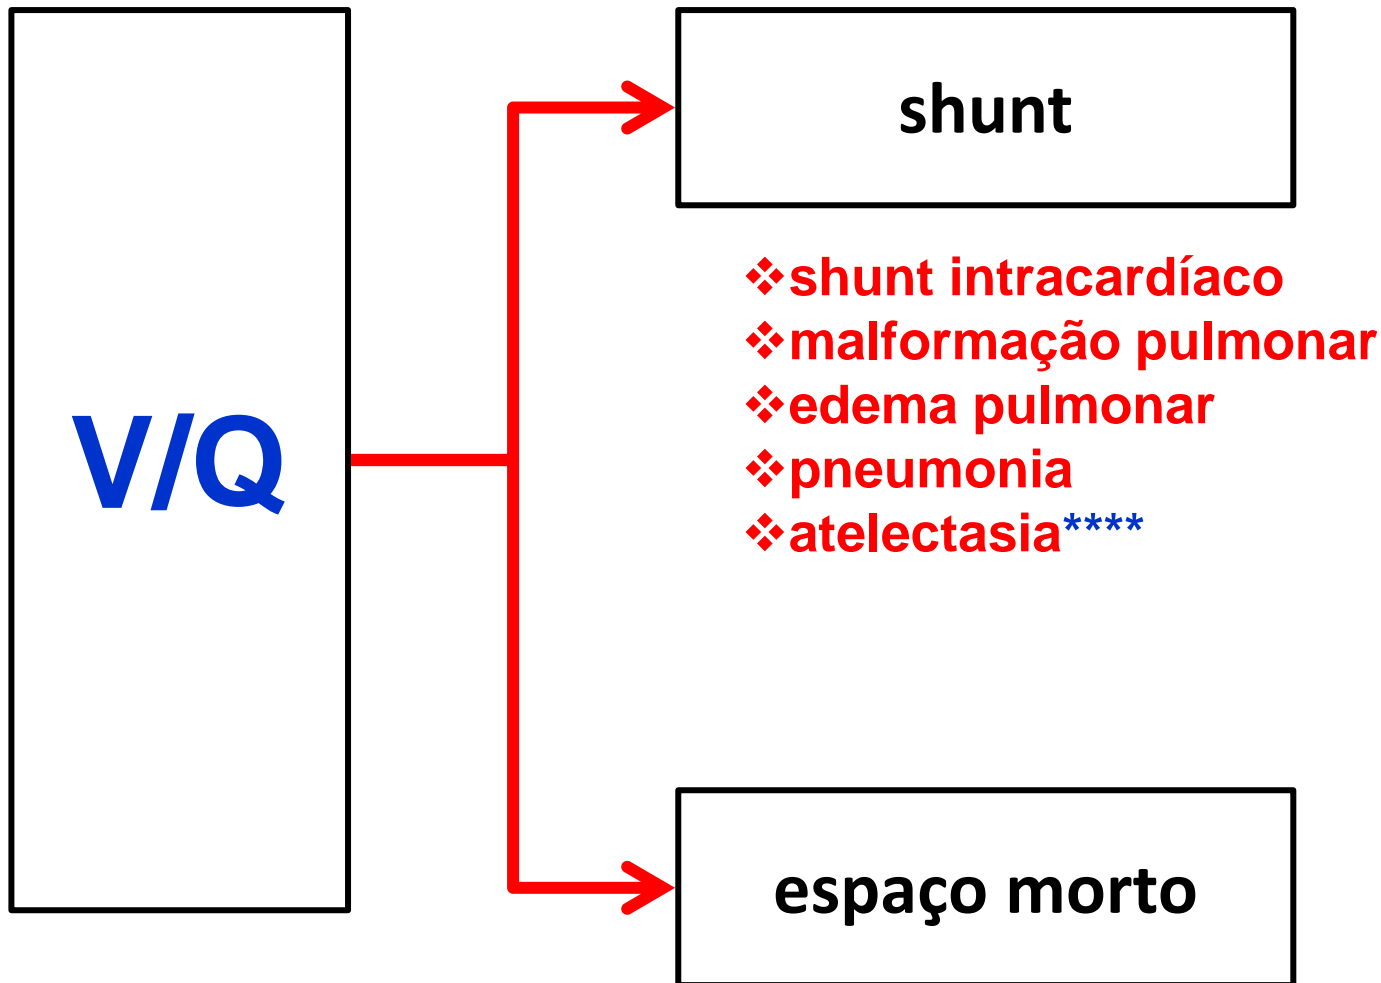 V/Q
shunt
❖shunt intracardíaco
❖malformação pulmonar
❖edema pulmonar
❖pneumonia
❖atelectasia****
espaço morto